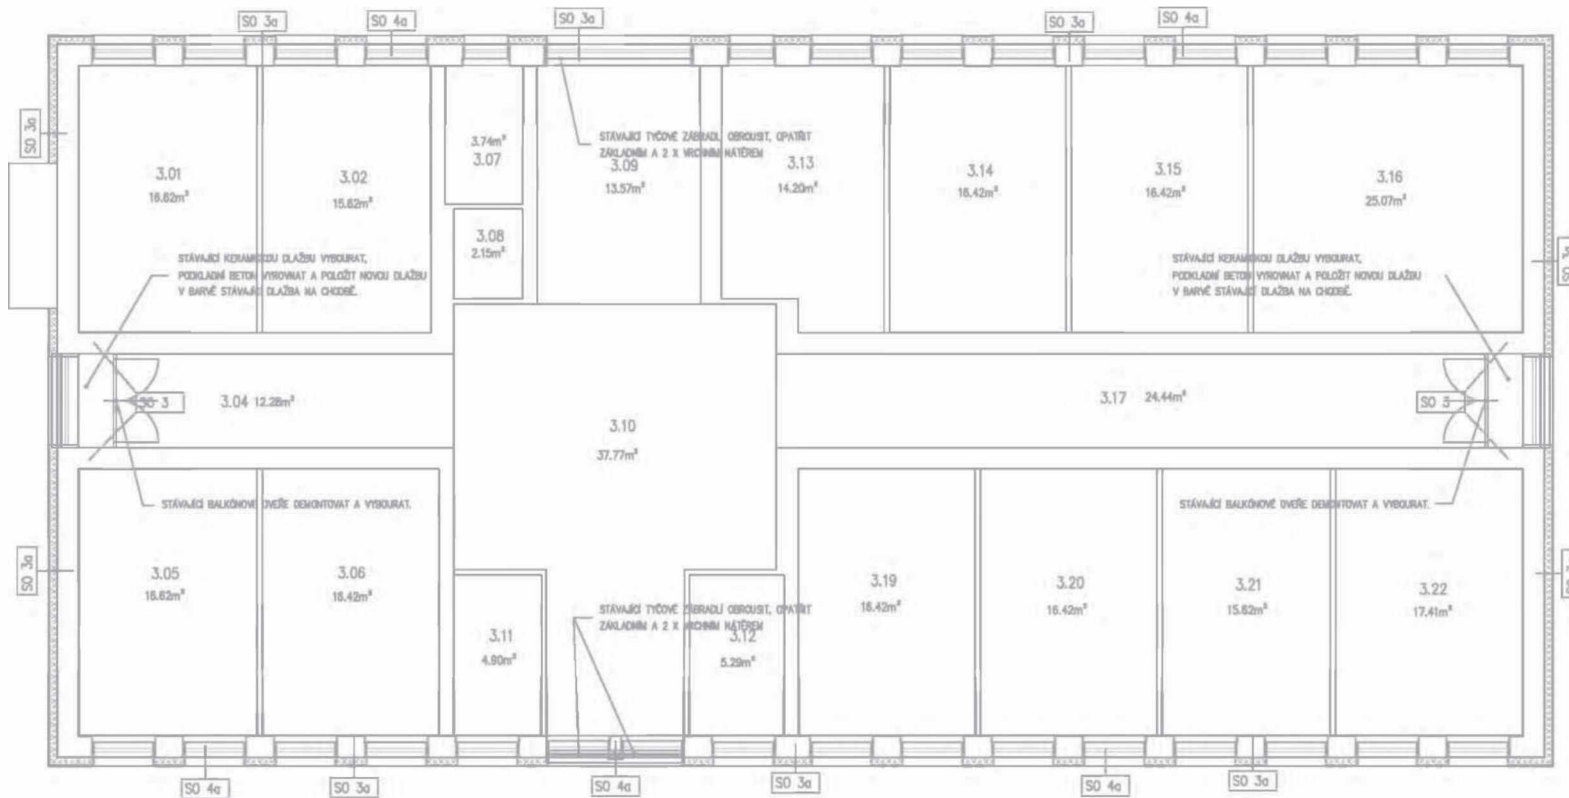 SO 3a
SO 4a
SO 3a
SO 3a
SO 4a
SO 3a
3.01
16.62m²
3.02
15.62m²
3.74m²
3.07
3.08
2.15m²
STÁVAJÍCÍ TYČOVÉ ZÁBRADLÍ OBROUSIT, OPATŘIT
ZÁKLADNÍM A 2 X VRCHNÍM NÁTĚREM
3.09
13.57m²
3.13
14.20m²
3.14
16.42m²
3.15
16.42m²
3.16
25.07m²
STÁVAJÍCÍ KERAMICKOU DLAŽBU VYBOURAT,
PODKLADNÍ BETON VYROVNAT A POLOŽIT NOVOU DLAŽBU
V BARVĚ STÁVAJÍCÍ DLAŽBA NA CHODBĚ.
STÁVAJÍCÍ KERAMICKOU DLAŽBU VYBOURAT,
PODKLADNÍ BETON VYROVNAT A POLOŽIT NOVOU DLAŽBU
V BARVĚ STÁVAJÍCÍ DLAŽBA NA CHODBĚ.
SO 3
3.04 12.28m²
3.10
37.77m²
3.17 24.44m²
SO 3
STÁVAJÍCÍ BALKÓNOVÉ DVEŘE DEMONTOVAT A VYBOURAT.
STÁVAJÍCÍ BALKÓNOVÉ DVEŘE DEMONTOVAT A VYBOURAT.
SO 3a
3.05
16.62m²
3.06
16.42m²
3.11
4.90m²
STÁVAJÍCÍ TYČOVÉ ZÁBRADLÍ OBROUSIT, OPATŘIT
ZÁKLADNÍM A 2 X VRCHNÍM NÁTĚREM
3.12
5.29m²
3.19
16.42m²
3.20
16.42m²
3.21
15.62m²
3.22
17.41m²
SO 4a
SO 3a
SO 4a
SO 3a
SO 4a
SO 3a